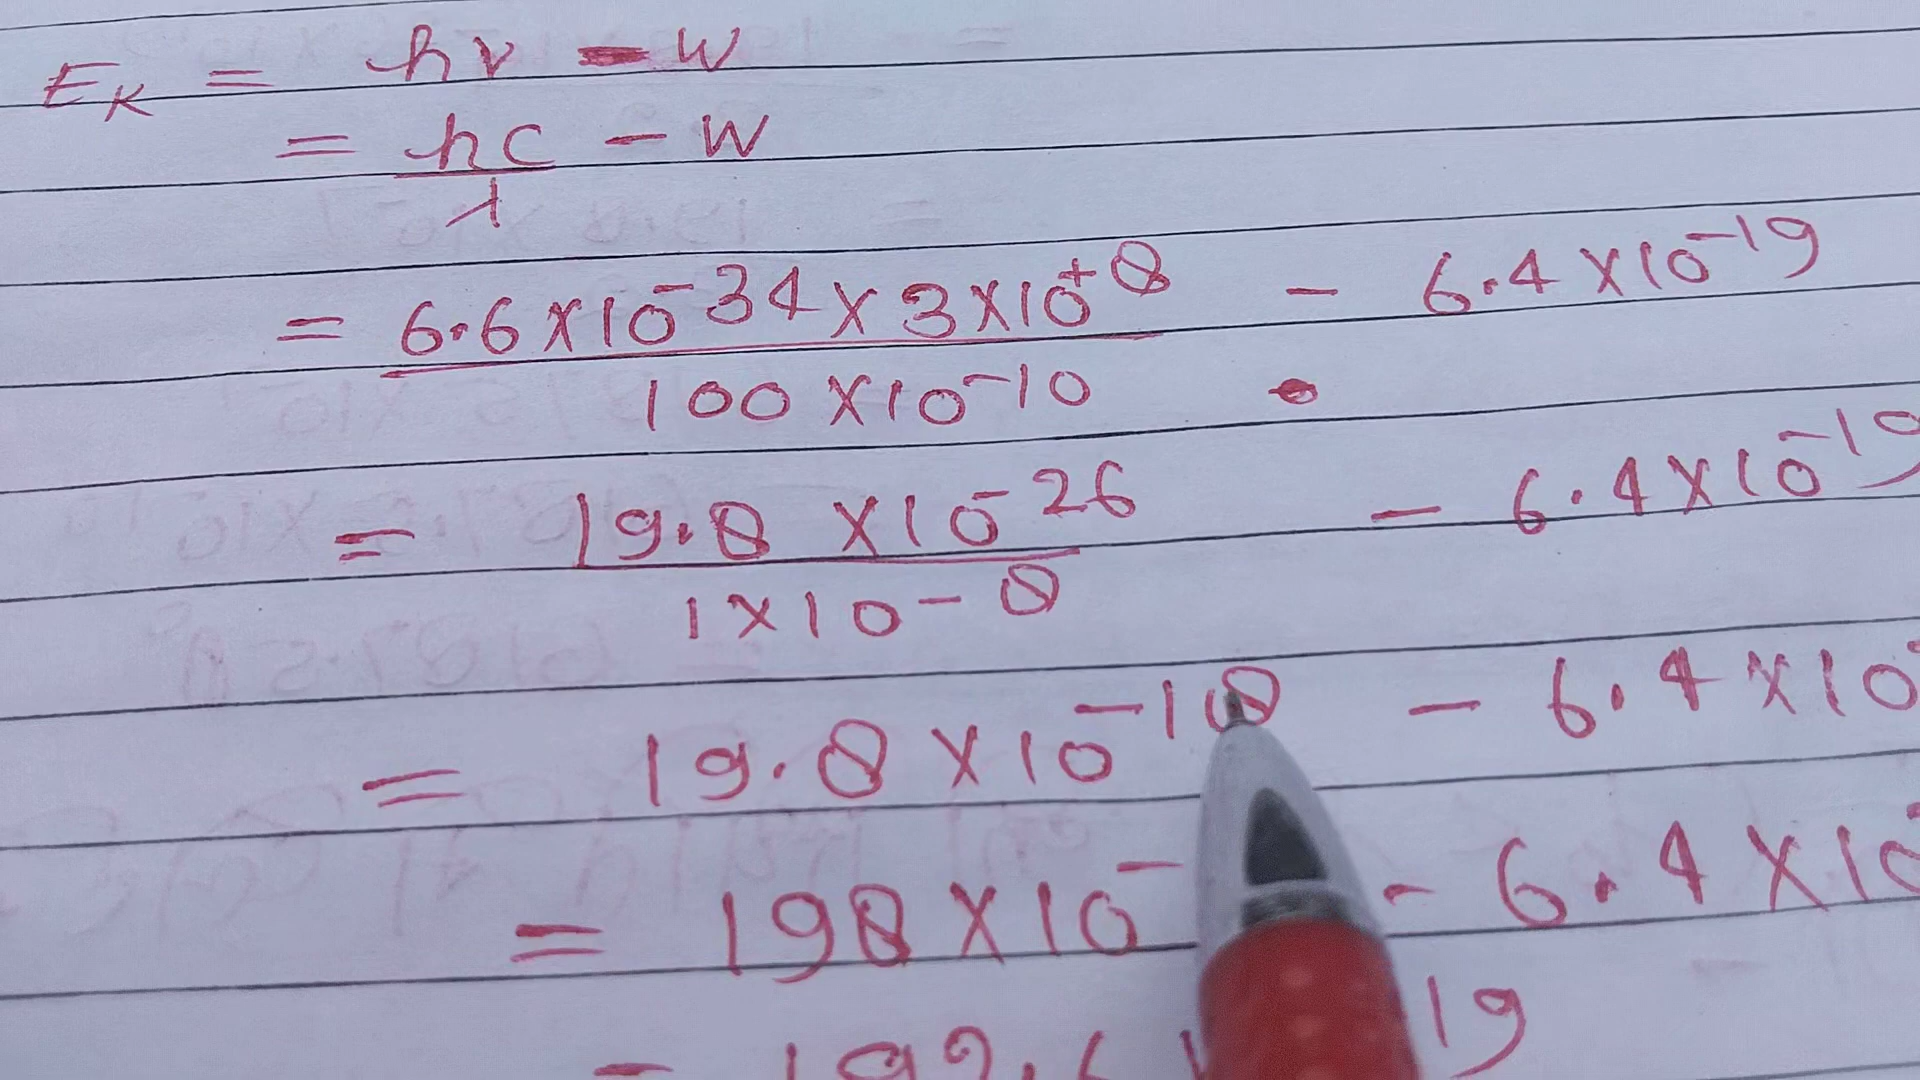 E_K = hν - W
= hc - W
λ
= 6.6×10^-34 × 3×10^+8 - 6.4×10^-19
100×10^-10
= 19.8 ×10^-26 - 6.4×10^-19
1×10^-8
= 19.8×10^-18 - 6.4×10
= 198×10^- - 6.4×10
19